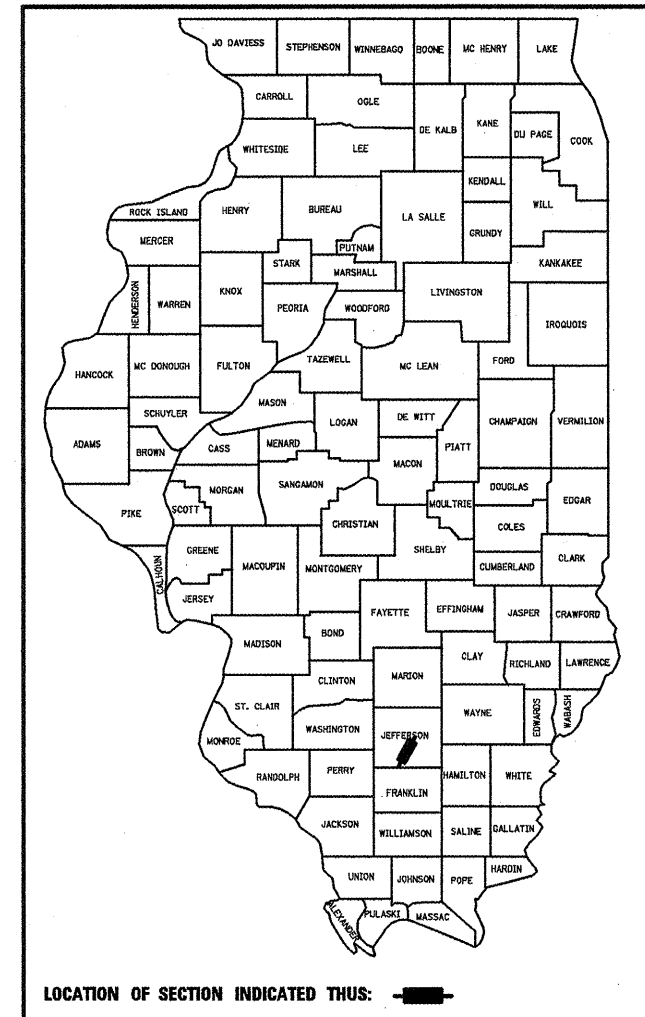 JO DAVIESS STEPHENSON WINNEBAGO BOONE MC HENRY LAKE
CARROLL OGLE DE KALB KANE DU PAGE COOK
WHITESIDE LEE
KENDALL WILL
ROCK ISLAND HENRY BUREAU LA SALLE GRUNDY
MERCER PUTNAM KANKAKEE
STARK MARSHALL
HENDERSON WARREN KNOX PEORIA WOODFORD LIVINGSTON IROQUOIS
HANCOCK MC DONOUGH FULTON TAZEWELL MC LEAN FORD
SCHUYLER MASON LOGAN DE WITT CHAMPAIGN VERMILION
ADAMS BROWN CASS MENARD MACON PIATT
PIKE SCOTT MORGAN SANGAMON MOULTRIE DOUGLAS EDGAR
CHRISTIAN COLES
CALHOUN GREENE MACOUPIN MONTGOMERY SHELBY CUMBERLAND CLARK
JERSEY FAYETTE EFFINGHAM JASPER CRAWFORD
MADISON BOND CLAY RICHLAND LAWRENCE
CLINTON MARION
ST. CLAIR WAYNE EDWARDS WABASH
MONROE WASHINGTON JEFFERSON
RANDOLPH PERRY HAMILTON WHITE
FRANKLIN
JACKSON WILLIAMSON SALINE GALLATIN
UNION JOHNSON POPE HARDIN
ALEXANDER PULASKI MASSAC
LOCATION OF SECTION INDICATED THUS: